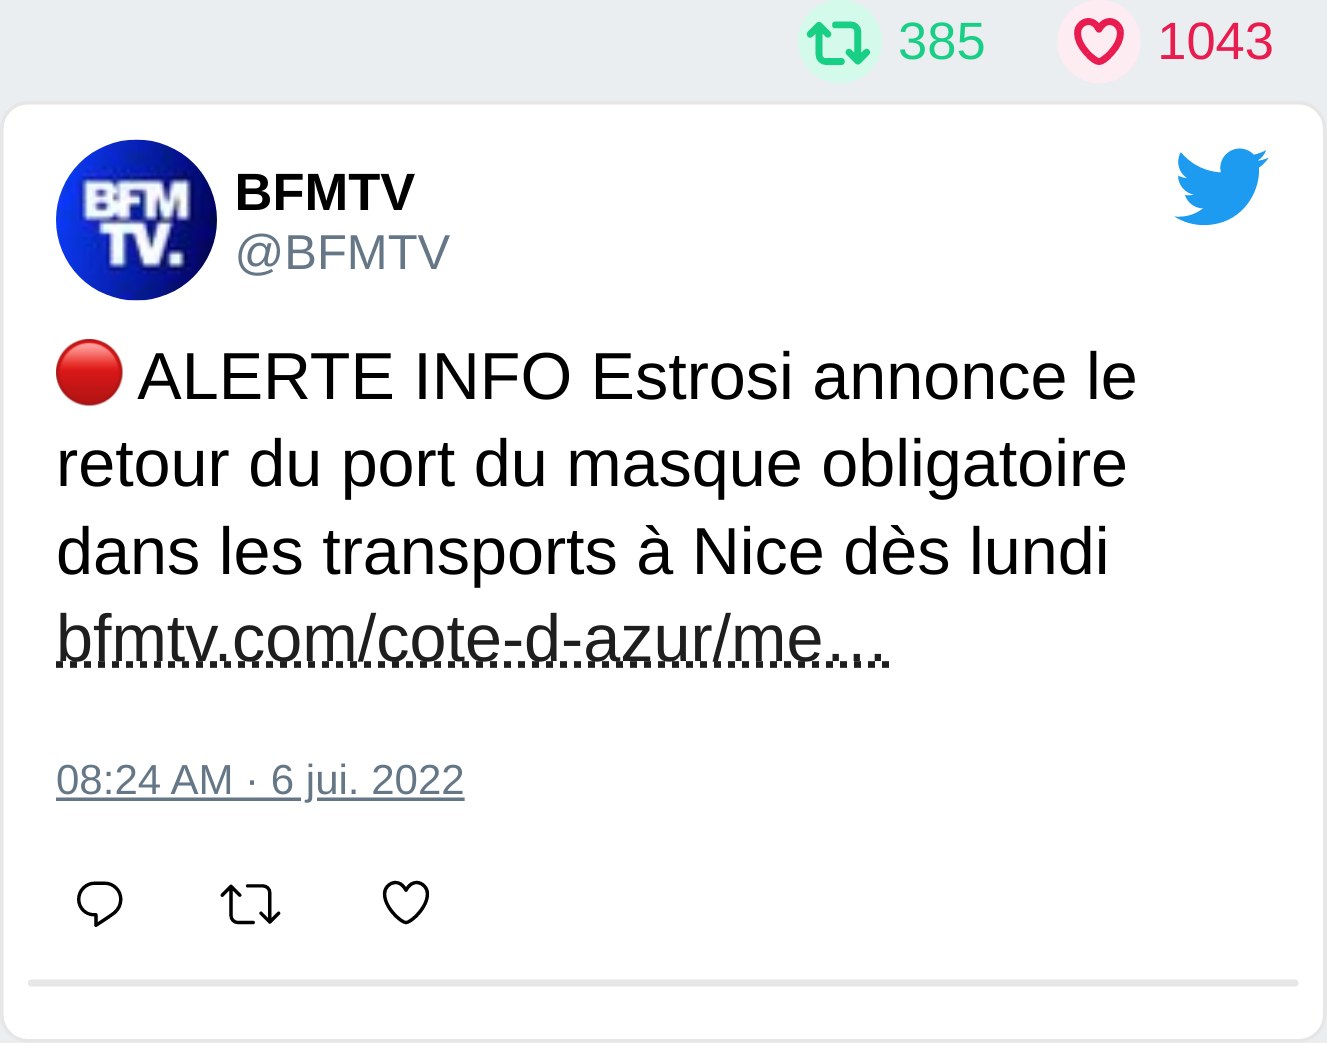 385 1043
BFM
TV.
BFMTV
@BFMTV
🔴 ALERTE INFO Estrosi annonce le
retour du port du masque obligatoire
dans les transports à Nice dès lundi
bfmtv.com/cote-d-azur/me…
08:24 AM · 6 jui. 2022